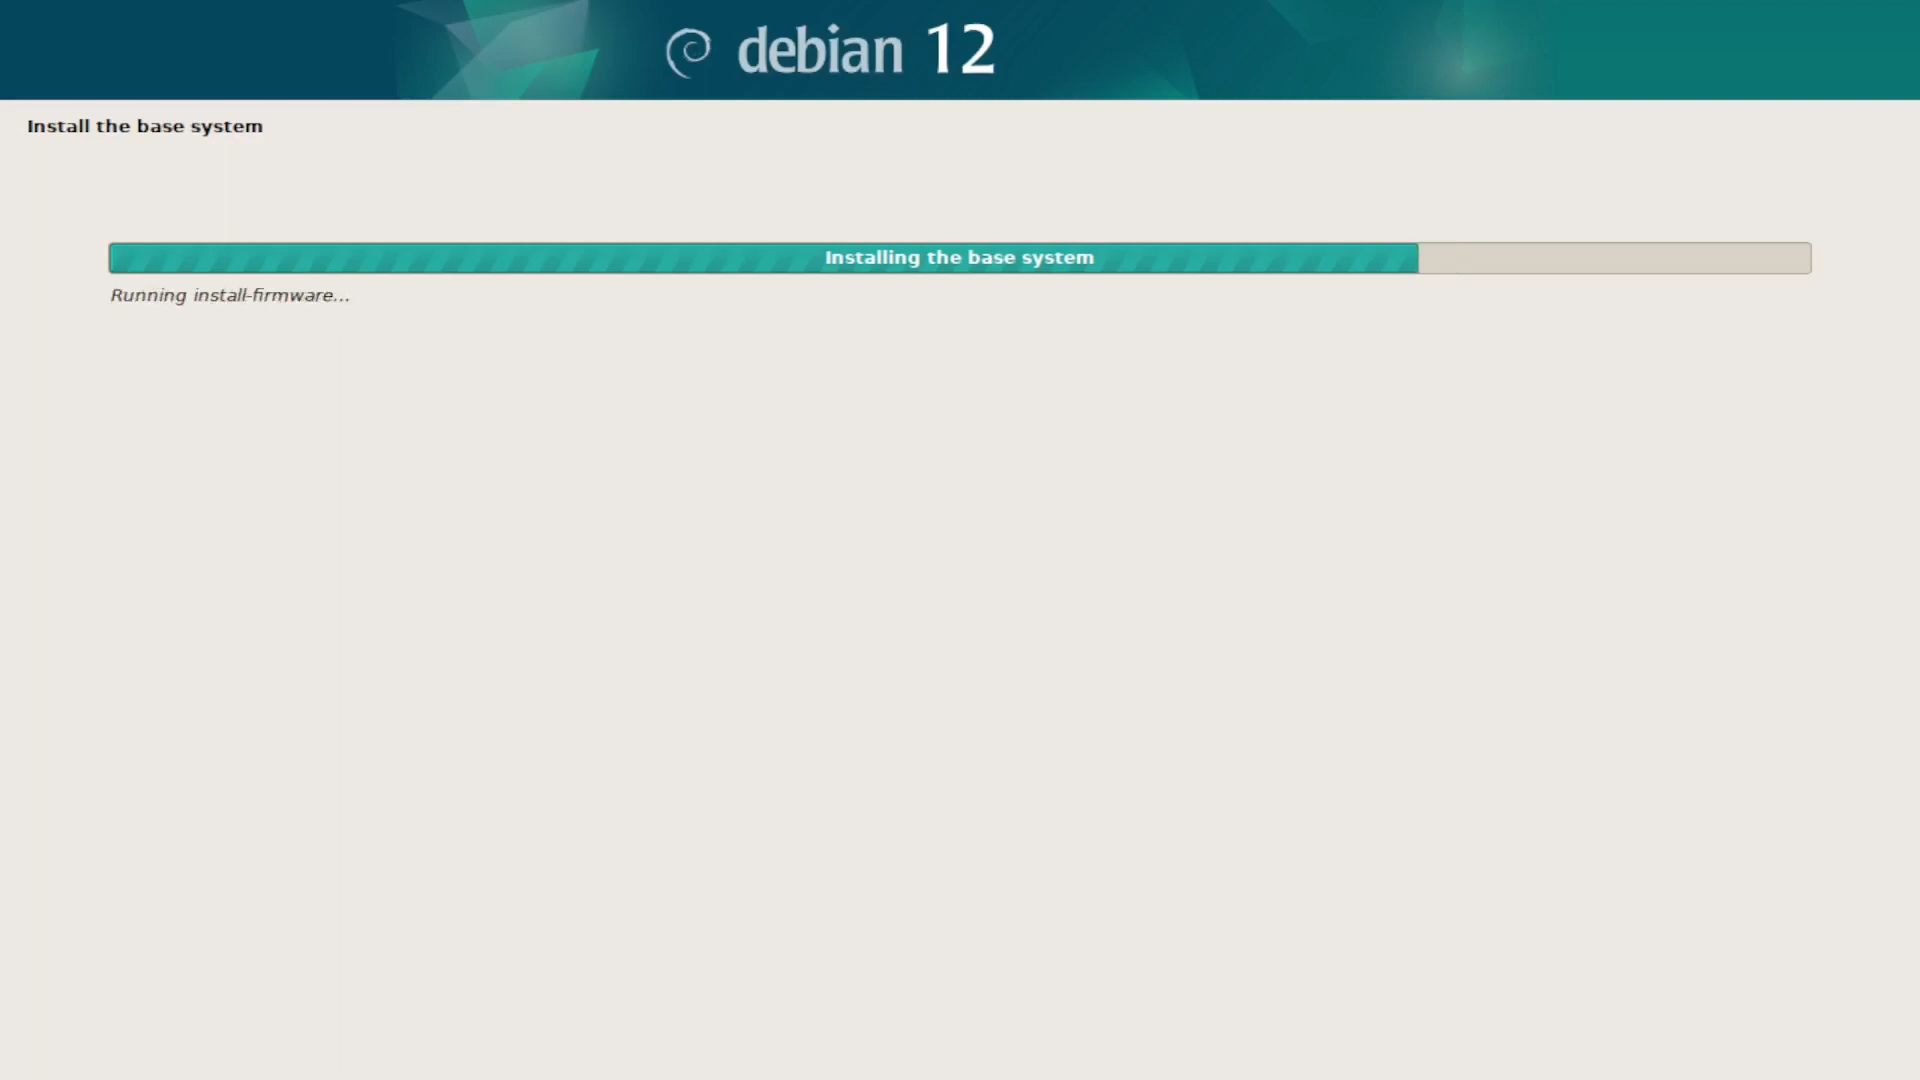 debian 12
Install the base system
Installing the base system
Running install-firmware...